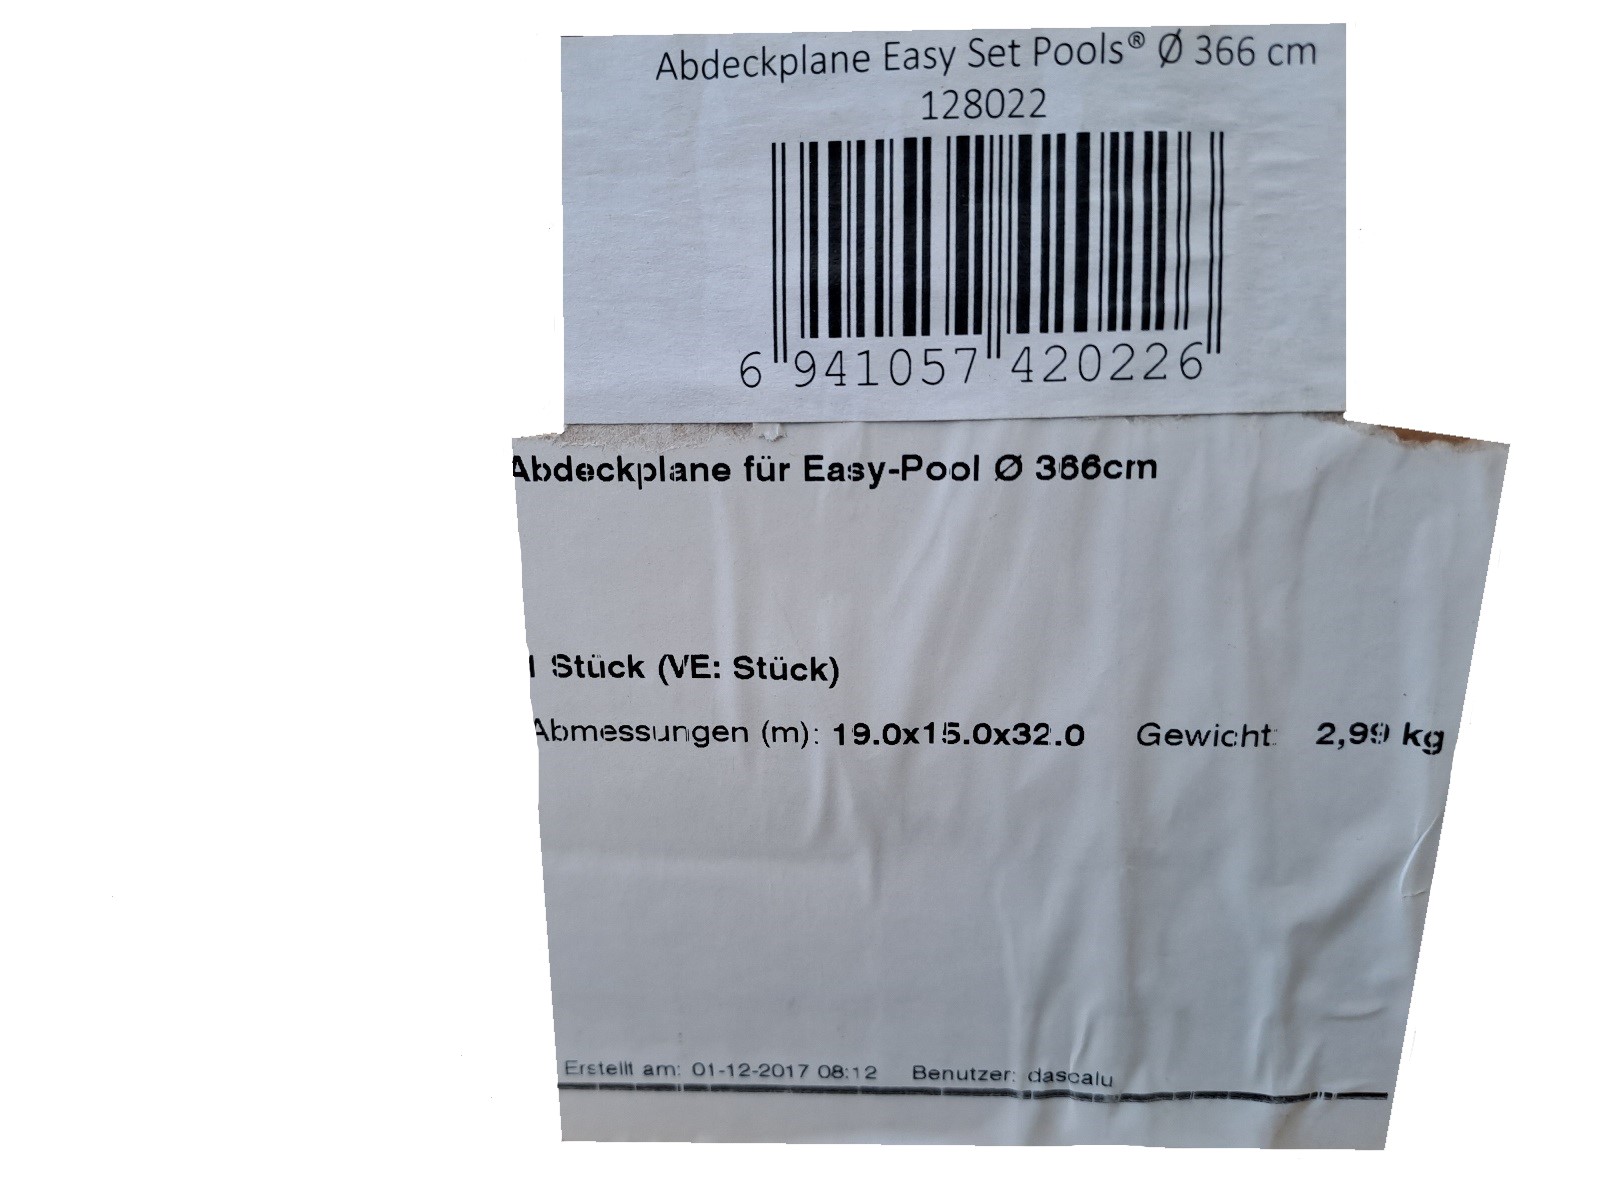 Abdeckplane Easy Set Pools® Ø 366 cm
128022
6 941057 420226
Abdeckplane für Easy-Pool Ø 366cm
1 Stück (VE: Stück)
Abmessungen (m): 19.0x15.0x32.0 Gewicht: 2,99 kg
Erstellt am: 01-12-2017 08:12 Benutzer: dascalu